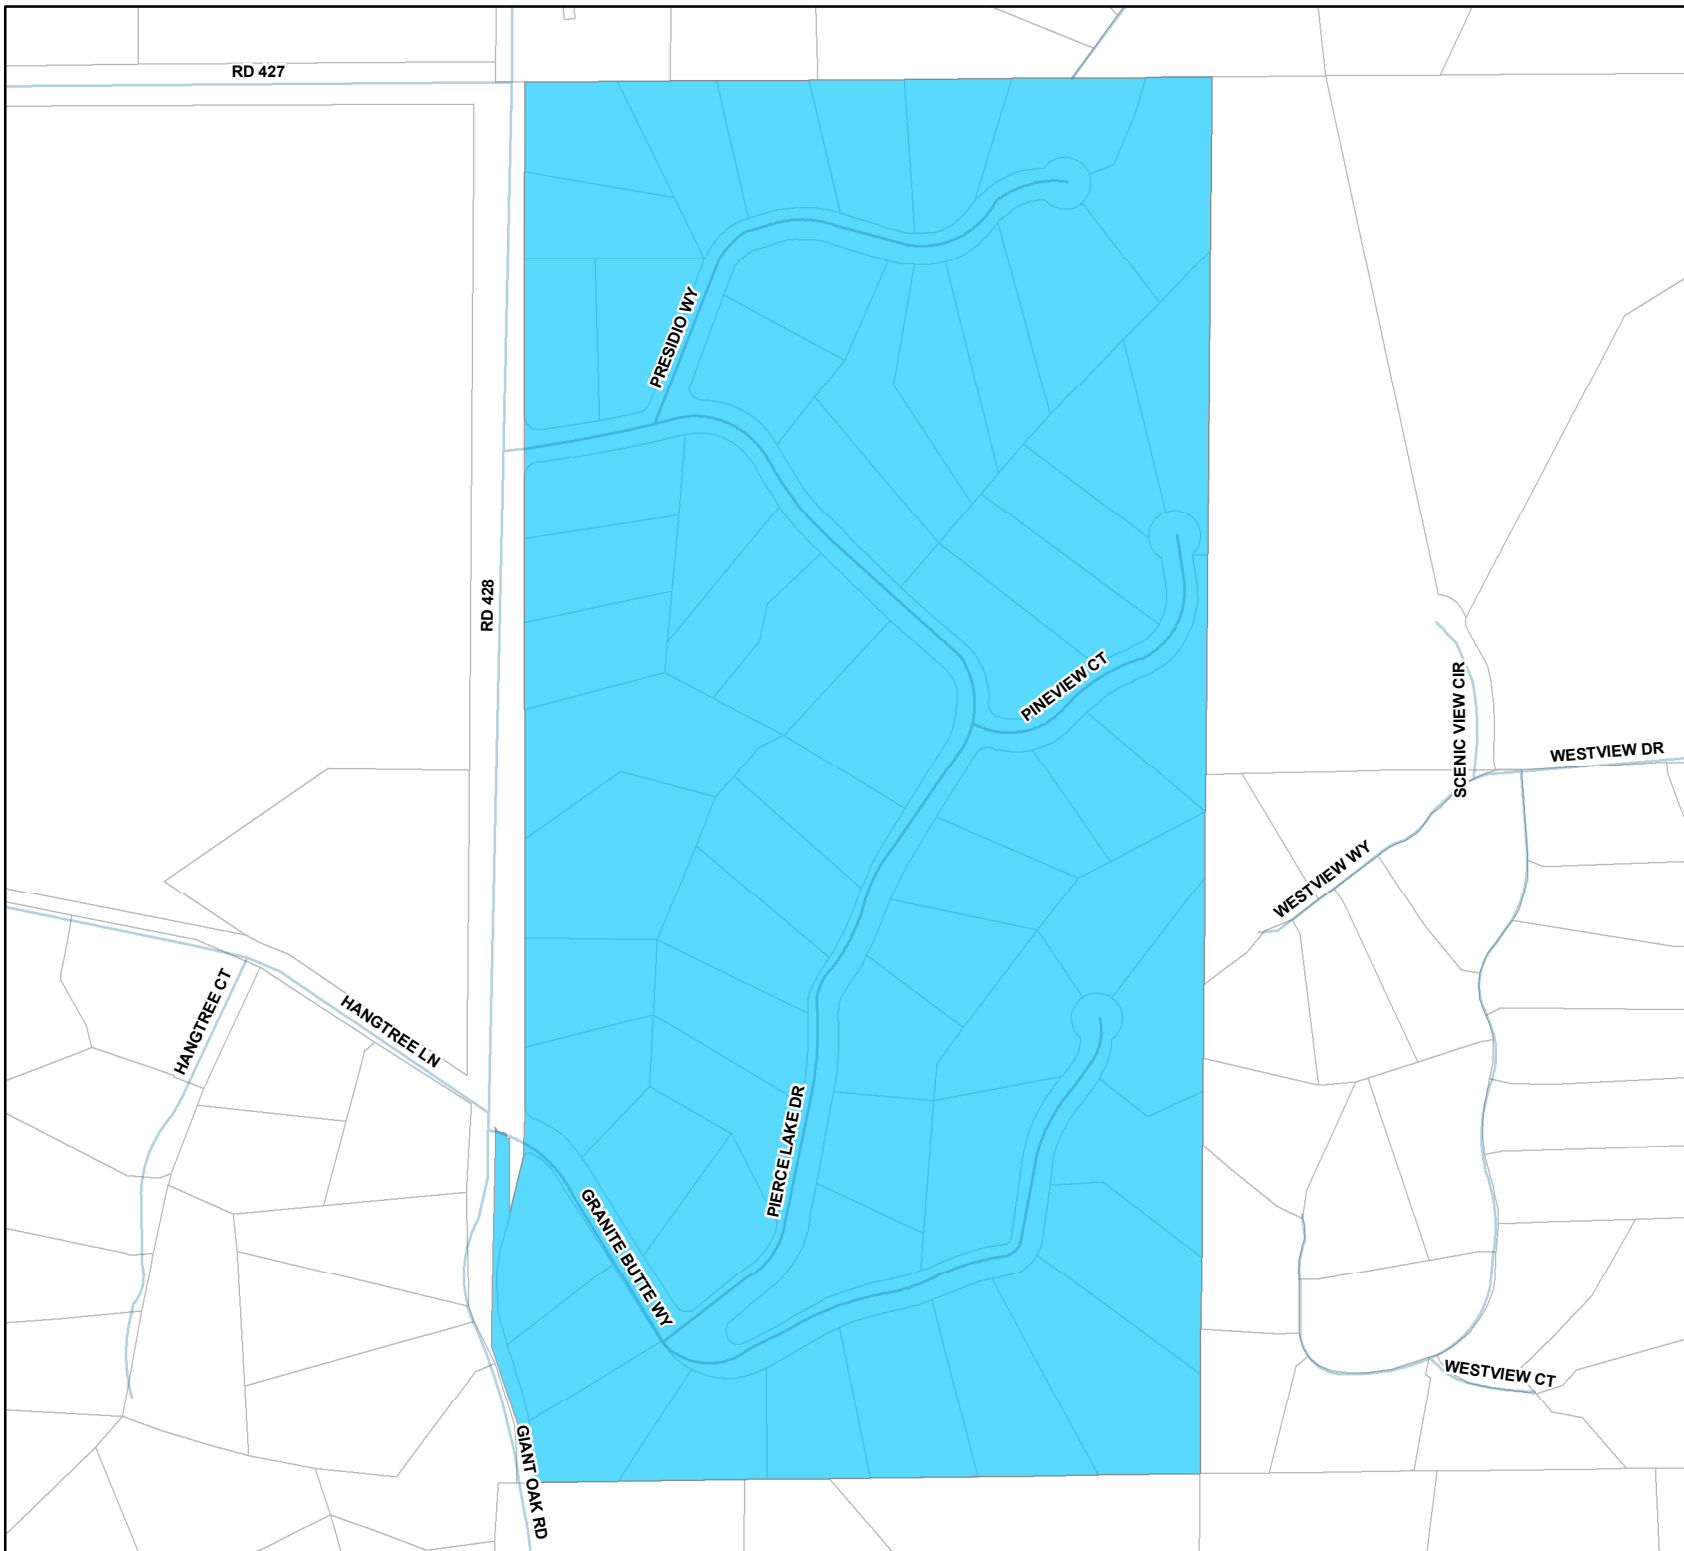 RD 427
PRESIDIO WY
RD 428
PINEVIEW CT
SCENIC VIEW CIR
WESTVIEW DR
WESTVIEW WY
HANGTREE CT
HANGTREE LN
PIERCE LAKE DR
GRANITE BUTTE WY
WESTVIEW CT
GIANT OAK RD